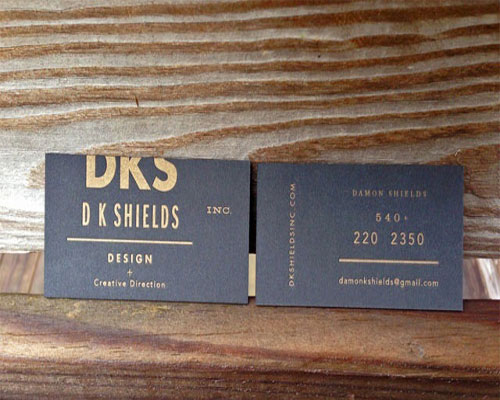 DKS
D K SHIELDS INC.
DESIGN
+
Creative Direction
DKSHIELDSINC.COM
DAMON SHIELDS
540+
220 2350
damonkshields@gmail.com